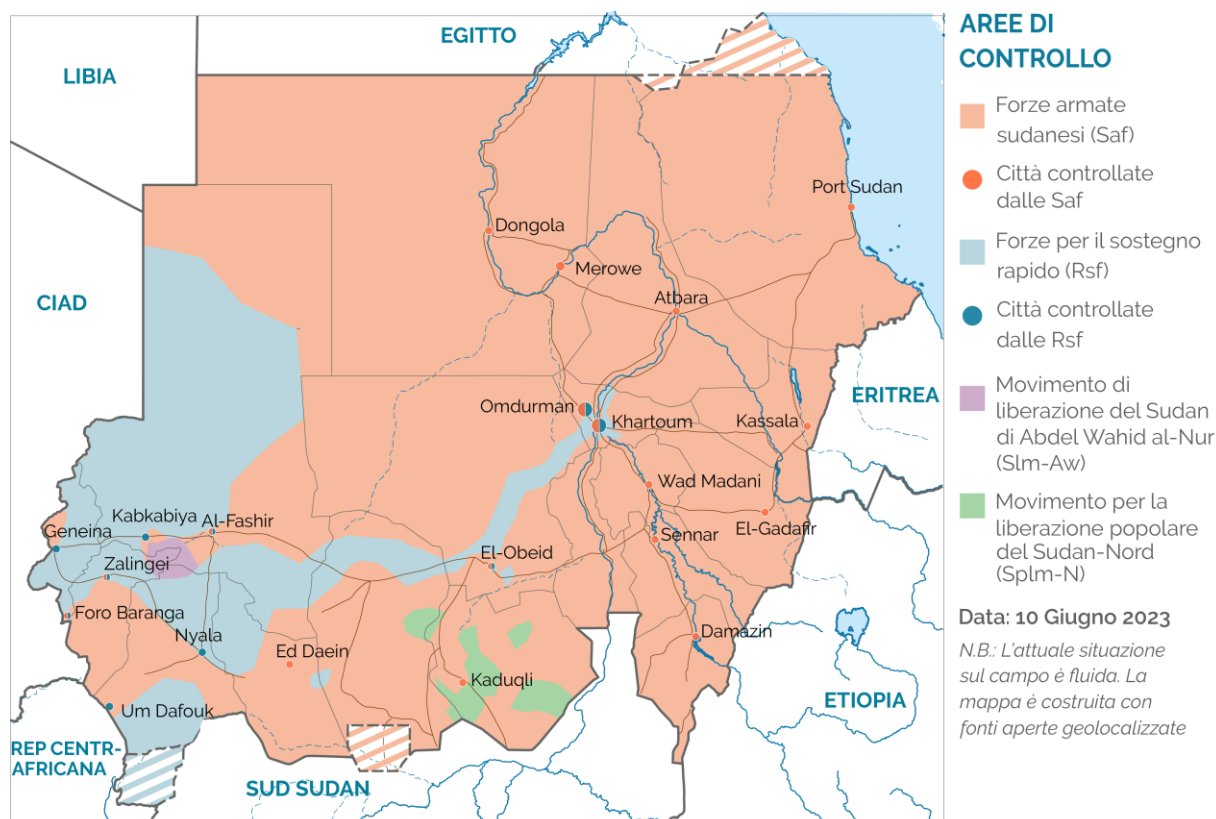 EGITTO
LIBIA
CIAD
Port Sudan
Dongola
Merowe
Atbara
ERITREA
Omdurman
Khartoum
Kassala
Wad Madani
El-Gadafir
Sennar
Kabkabiya
Al-Fashir
Geneina
Zalingei
El-Obeid
Foro Baranga
Nyala
Ed Daein
Damazin
Kaduqli
Um Dafouk
ETIOPIA
REP CENTR-
AFRICANA
SUD SUDAN
AREE DI
CONTROLLO
Forze armate
sudanesi (Saf)
Città controllate
dalle Saf
Forze per il sostegno
rapido (Rsf)
Città controllate
dalle Rsf
Movimento di
liberazione del Sudan
di Abdel Wahid al-Nur
(Slm-Aw)
Movimento per la
liberazione popolare
del Sudan-Nord
(Splm-N)
Data: 10 Giugno 2023
N.B.: L'attuale situazione
sul campo è fluida. La
mappa è costruita con
fonti aperte geolocalizzate